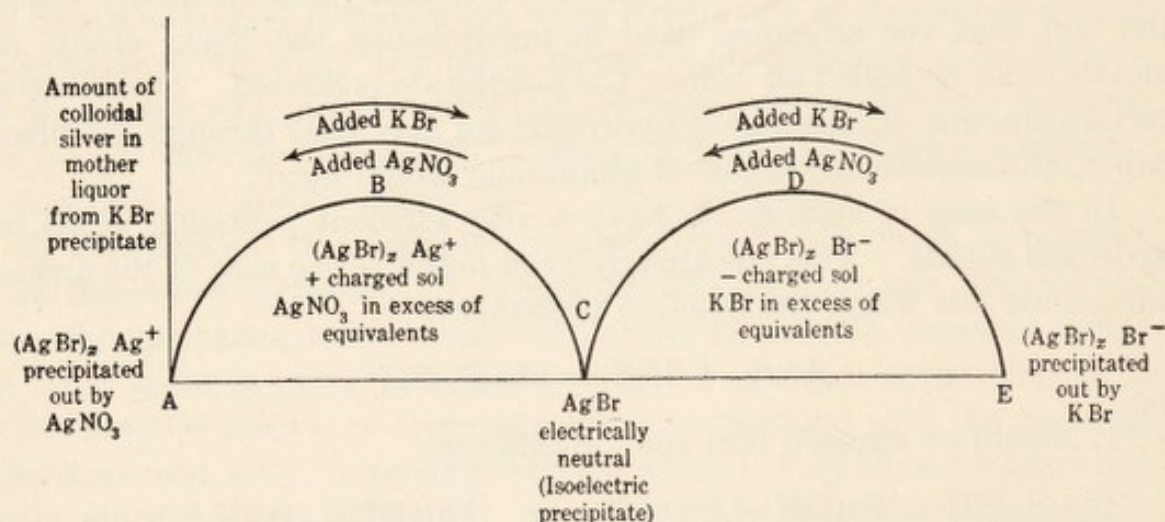 Amount of
colloidal
silver in
mother
liquor
from KBr
precipitate
Added KBr
Added AgNO₃
B
(AgBr)ₓ Ag⁺
+ charged sol
AgNO₃ in excess of
equivalents
C
Added KBr
Added AgNO₃
D
(AgBr)ₓ Br⁻
− charged sol
KBr in excess of
equivalents
(AgBr)ₓ Ag⁺
precipitated
out by
AgNO₃
A
AgBr
electrically
neutral
(Isoelectric
precipitate)
E
(AgBr)ₓ Br⁻
precipitated
out by
KBr